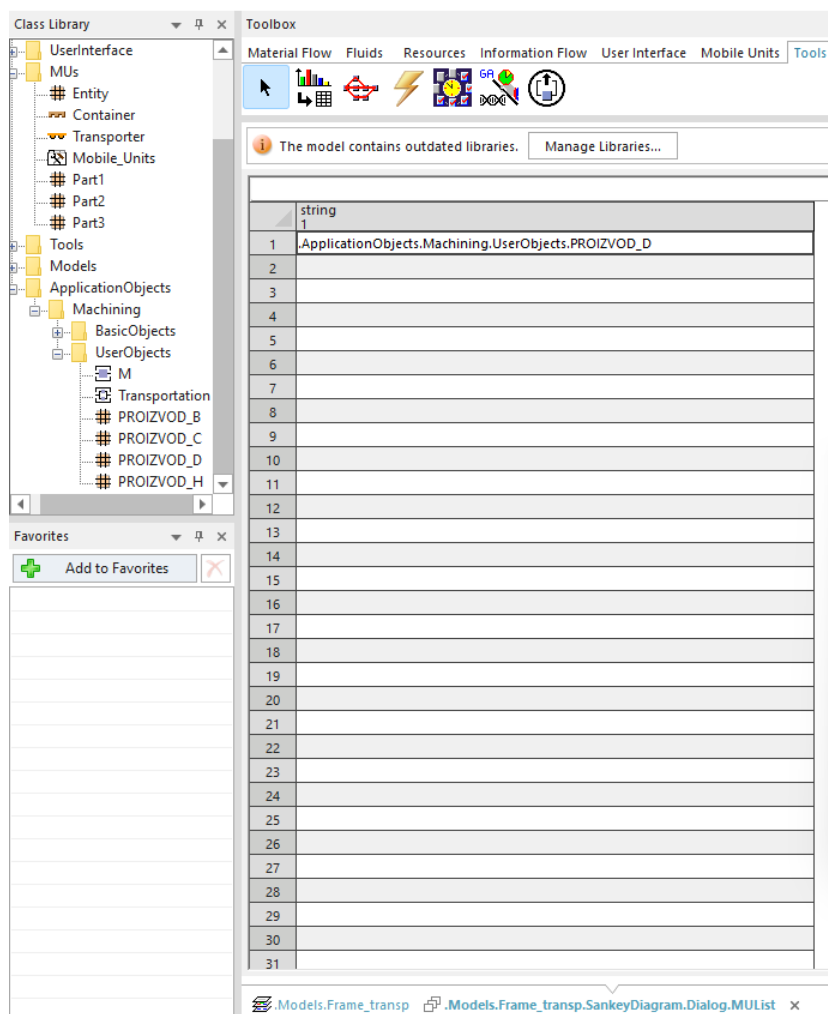 Class Library
UserInterface
MUs
Entity
Container
Transporter
Mobile_Units
Part1
Part2
Part3
Tools
Models
ApplicationObjects
Machining
BasicObjects
UserObjects
M
Transportation
PROIZVOD_B
PROIZVOD_C
PROIZVOD_D
PROIZVOD_H
Favorites
Add to Favorites
Toolbox
Material Flow Fluids Resources Information Flow User Interface Mobile Units Tools
GA
The model contains outdated libraries. Manage Libraries...
string
1
1 .ApplicationObjects.Machining.UserObjects.PROIZVOD_D
2
3
4
5
6
7
8
9
10
11
12
13
14
15
16
17
18
19
20
21
22
23
24
25
26
27
28
29
30
31
.Models.Frame_transp .Models.Frame_transp.SankeyDiagram.Dialog.MUList